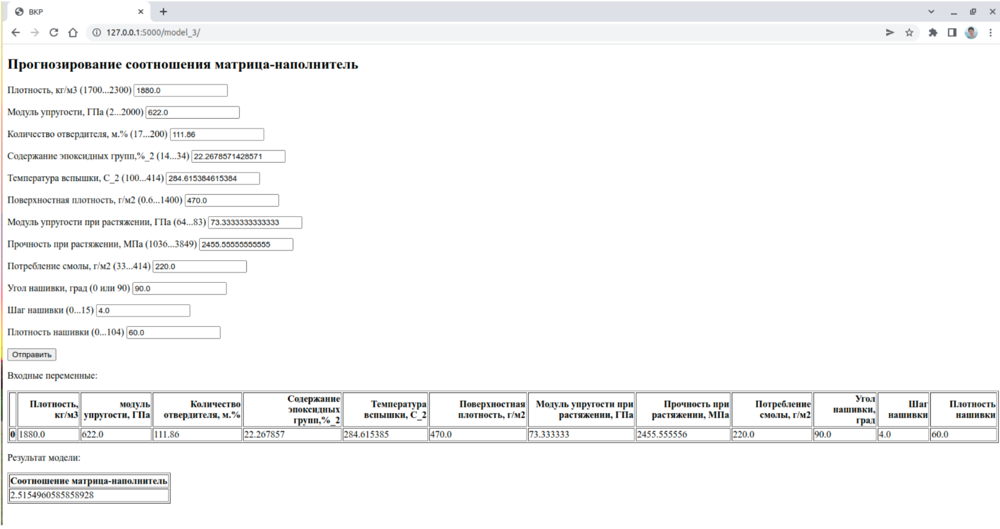 ВКР
127.0.0.1:5000/model_3/
Прогнозирование соотношения матрица-наполнитель
Плотность, кг/м3 (1700...2300) 1880.0
Модуль упругости, ГПа (2...2000) 622.0
Количество отвердителя, м.% (17...200) 111.86
Содержание эпоксидных групп,%_2 (14...34) 22.2678571428571
Температура вспышки, С_2 (100...414) 284.615384615384
Поверхностная плотность, г/м2 (0.6...1400) 470.0
Модуль упругости при растяжении, ГПа (64...83) 73.3333333333333
Прочность при растяжении, МПа (1036...3849) 2455.55555555555
Потребление смолы, г/м2 (33...414) 220.0
Угол нашивки, град (0 или 90) 90.0
Шаг нашивки (0...15) 4.0
Плотность нашивки (0...104) 60.0
Отправить
Входные переменные:
Плотность, кг/м3 модуль упругости, ГПа Количество отвердителя, м.% Содержание эпоксидных групп,%_2 Температура вспышки, С_2 Поверхностная плотность, г/м2 Модуль упругости при растяжении, ГПа Прочность при растяжении, МПа Потребление смолы, г/м2 Угол нашивки, град Шаг нашивки Плотность нашивки
0 1880.0 622.0 111.86 22.267857 284.615385 470.0 73.333333 2455.555556 220.0 90.0 4.0 60.0
Результат модели:
Соотношение матрица-наполнитель
2.5154960585858928